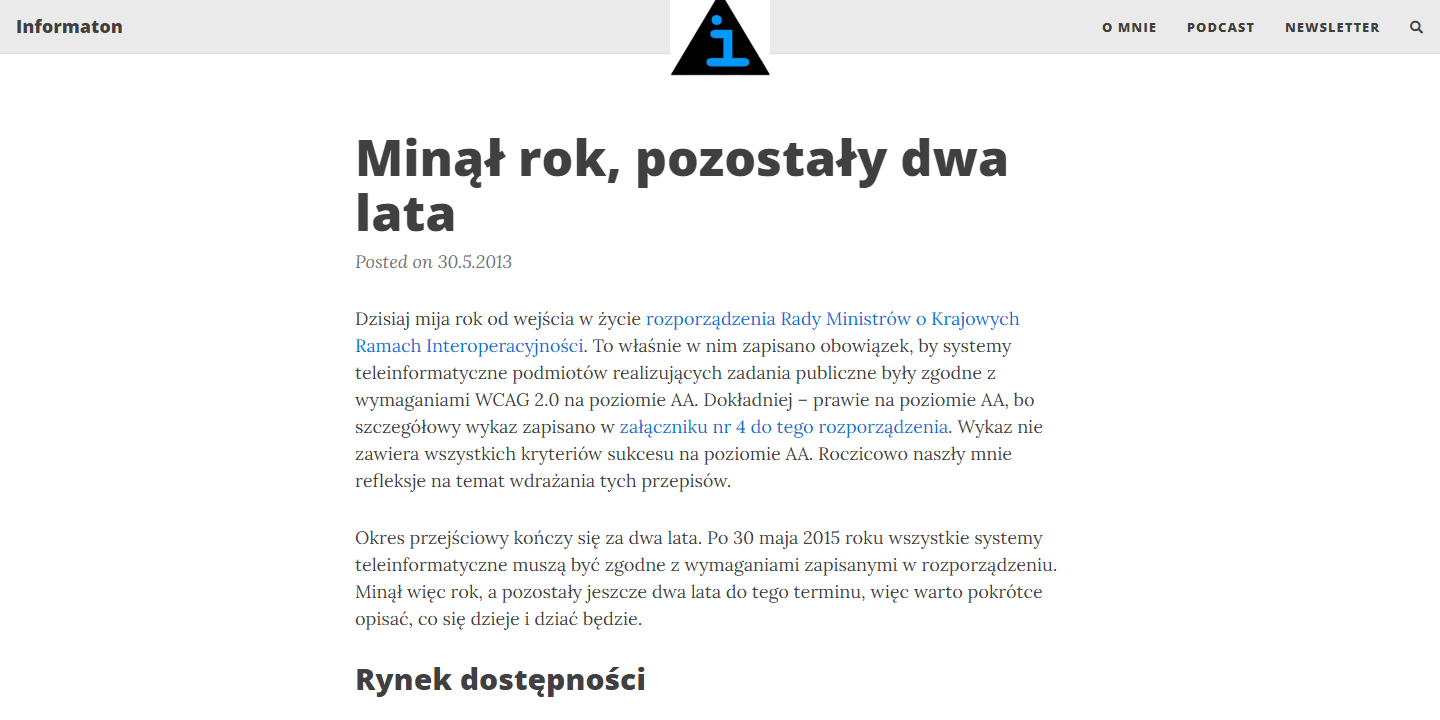 Informaton
i
O MNIE
PODCAST
NEWSLETTER
Minął rok, pozostały dwa
lata
Posted on 30.5.2013
Dzisiaj mija rok od wejścia w życie rozporządzenia Rady Ministrów o Krajowych
Ramach Interoperacyjności. To właśnie w nim zapisano obowiązek, by systemy
teleinformatyczne podmiotów realizujących zadania publiczne były zgodne z
wymaganiami WCAG 2.0 na poziomie AA. Dokładniej – prawie na poziomie AA, bo
szczegółowy wykaz zapisano w załączniku nr 4 do tego rozporządzenia. Wykaz nie
zawiera wszystkich kryteriów sukcesu na poziomie AA. Roczicowo naszły mnie
refleksje na temat wdrażania tych przepisów.
Okres przejściowy kończy się za dwa lata. Po 30 maja 2015 roku wszystkie systemy
teleinformatyczne muszą być zgodne z wymaganiami zapisanymi w rozporządzeniu.
Minął więc rok, a pozostały jeszcze dwa lata do tego terminu, więc warto pokrótce
opisać, co się dzieje i dziać będzie.
Rynek dostępności